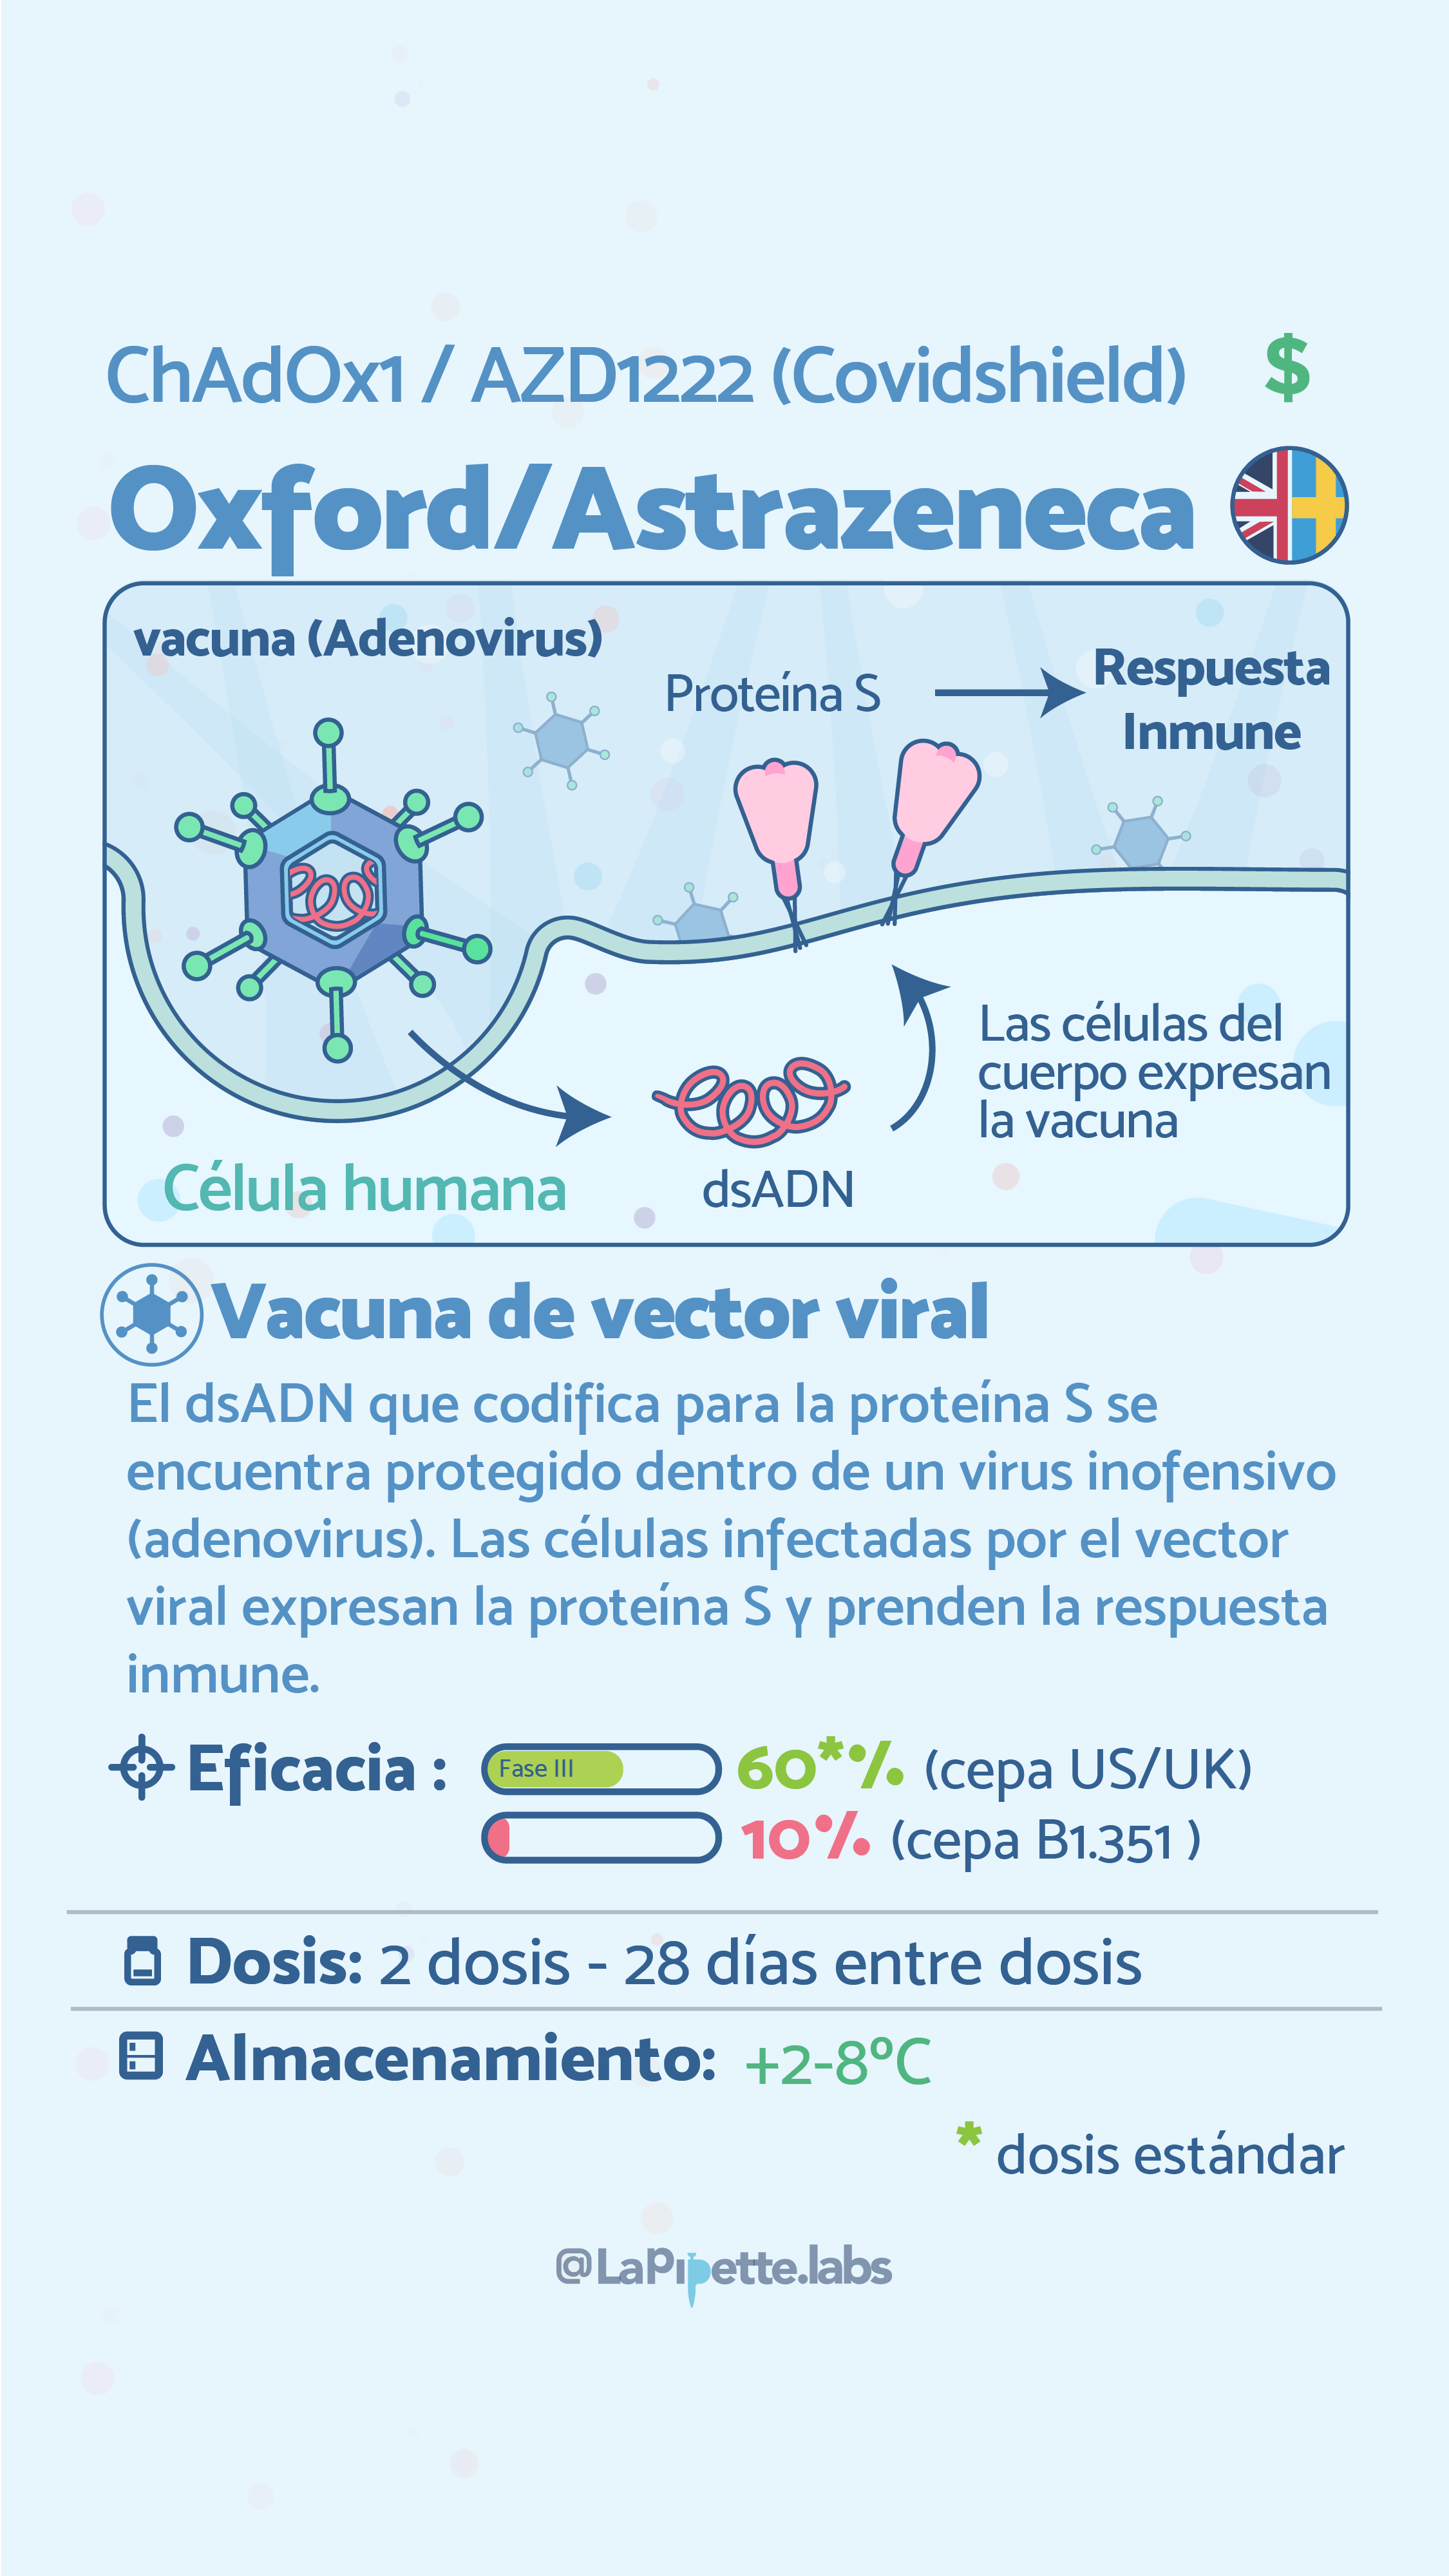 ChAdOx1 / AZD1222 (Covidshield) $
Oxford/Astrazeneca
vacuna (Adenovirus)
Proteína S
Respuesta
Inmune
Las células del
cuerpo expresan
la vacuna
Célula humana
dsADN
Vacuna de vector viral
El dsADN que codifica para la proteína S se
encuentra protegido dentro de un virus inofensivo
(adenovirus). Las células infectadas por el vector
viral expresan la proteína S y prenden la respuesta
inmune.
Eficacia : Fase III 60*% (cepa US/UK)
10% (cepa B1.351 )
Dosis: 2 dosis - 28 días entre dosis
Almacenamiento: +2-8ºC
* dosis estándar
@LaPipette.labs